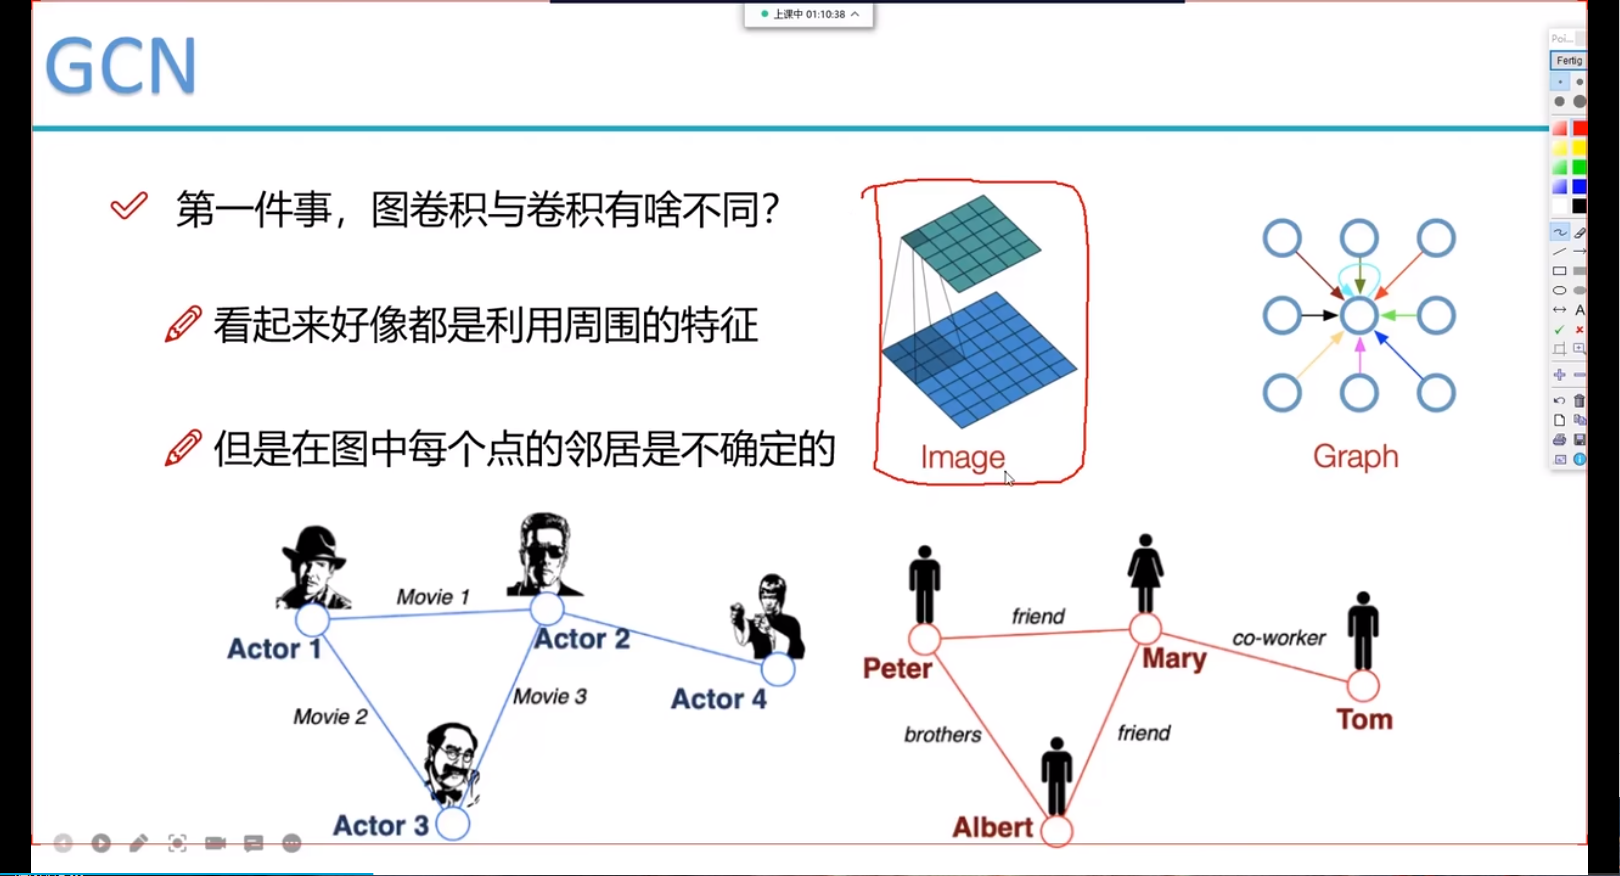 上课中 01:10:38
Poi...
GCN
Fertig
第一件事，图卷积与卷积有啥不同？
看起来好像都是利用周围的特征
但是在图中每个点的邻居是不确定的
Image
Graph
A
Movie 1
Actor 1
Actor 2
Movie 2
Movie 3
Actor 4
Actor 3
friend
Peter
Mary
co-worker
Tom
brothers
friend
Albert